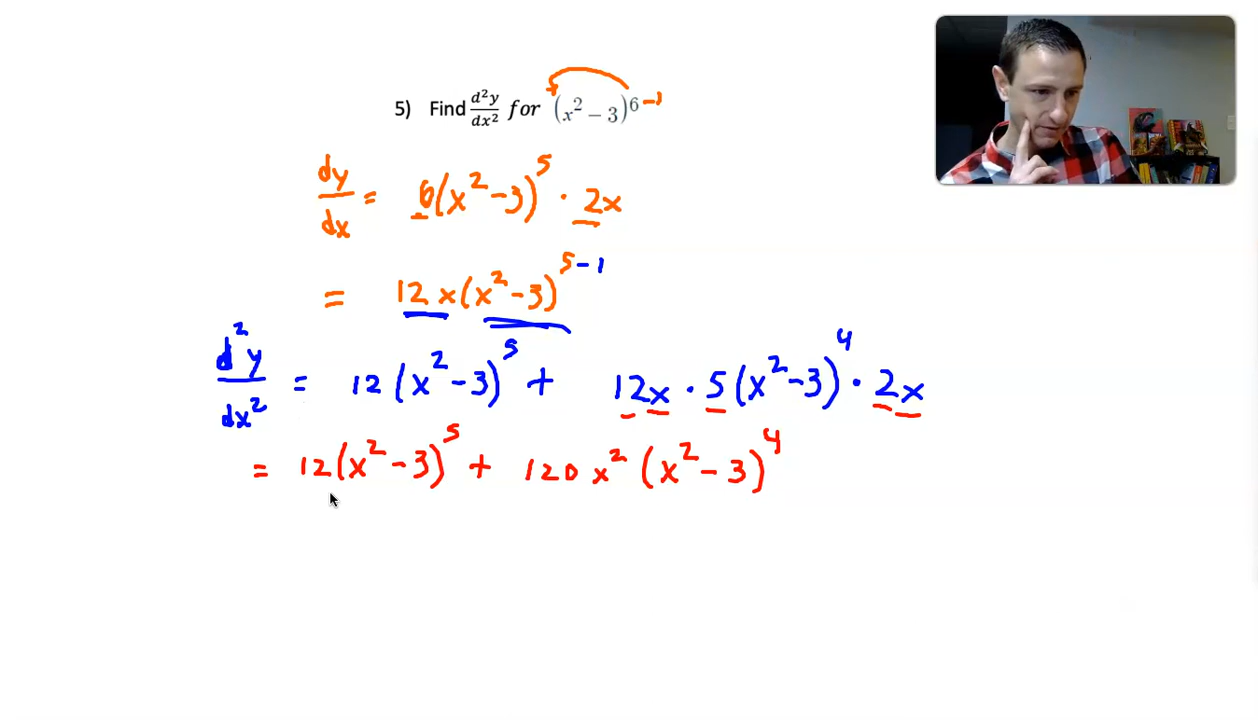 5) Find d²y/dx² for (x² − 3)⁶ −1
dy/dx = 6(x² − 3)⁵ · 2x
= 12x(x² − 3)⁵⁻¹
d²y/dx² = 12(x² − 3)⁵ + 12x · 5(x² − 3)⁴ · 2x
= 12(x² − 3)⁵ + 120x²(x² − 3)⁴